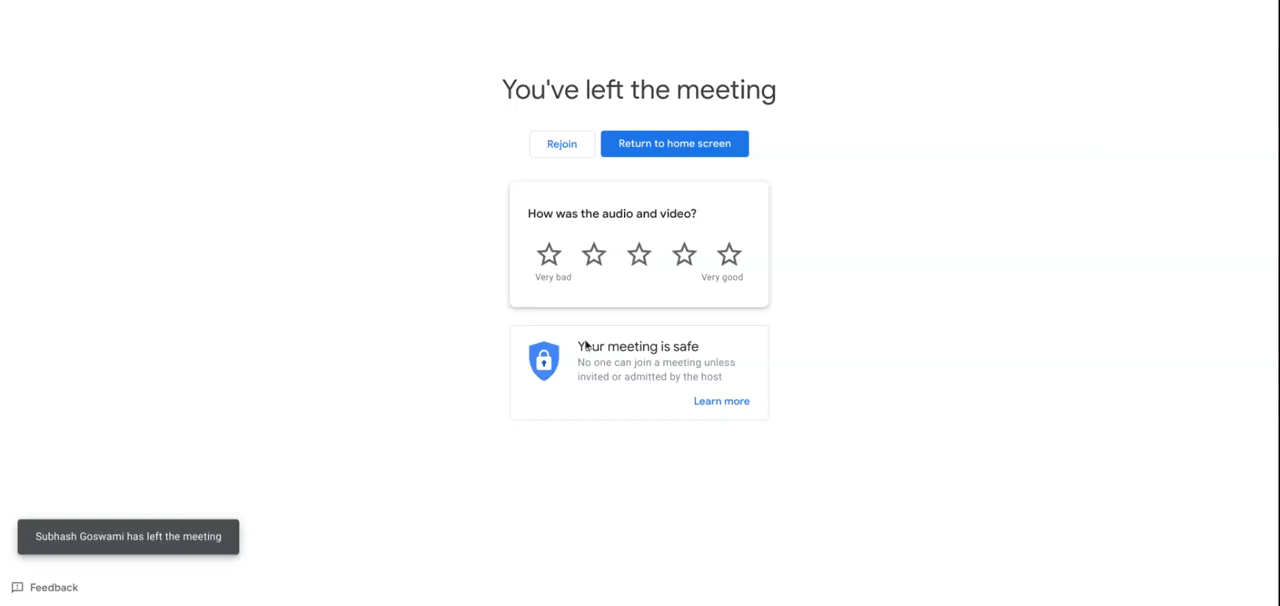 You've left the meeting
Rejoin
Return to home screen
How was the audio and video?
Very bad
Very good
Your meeting is safe
No one can join a meeting unless
invited or admitted by the host
Learn more
Subhash Goswami has left the meeting
Feedback